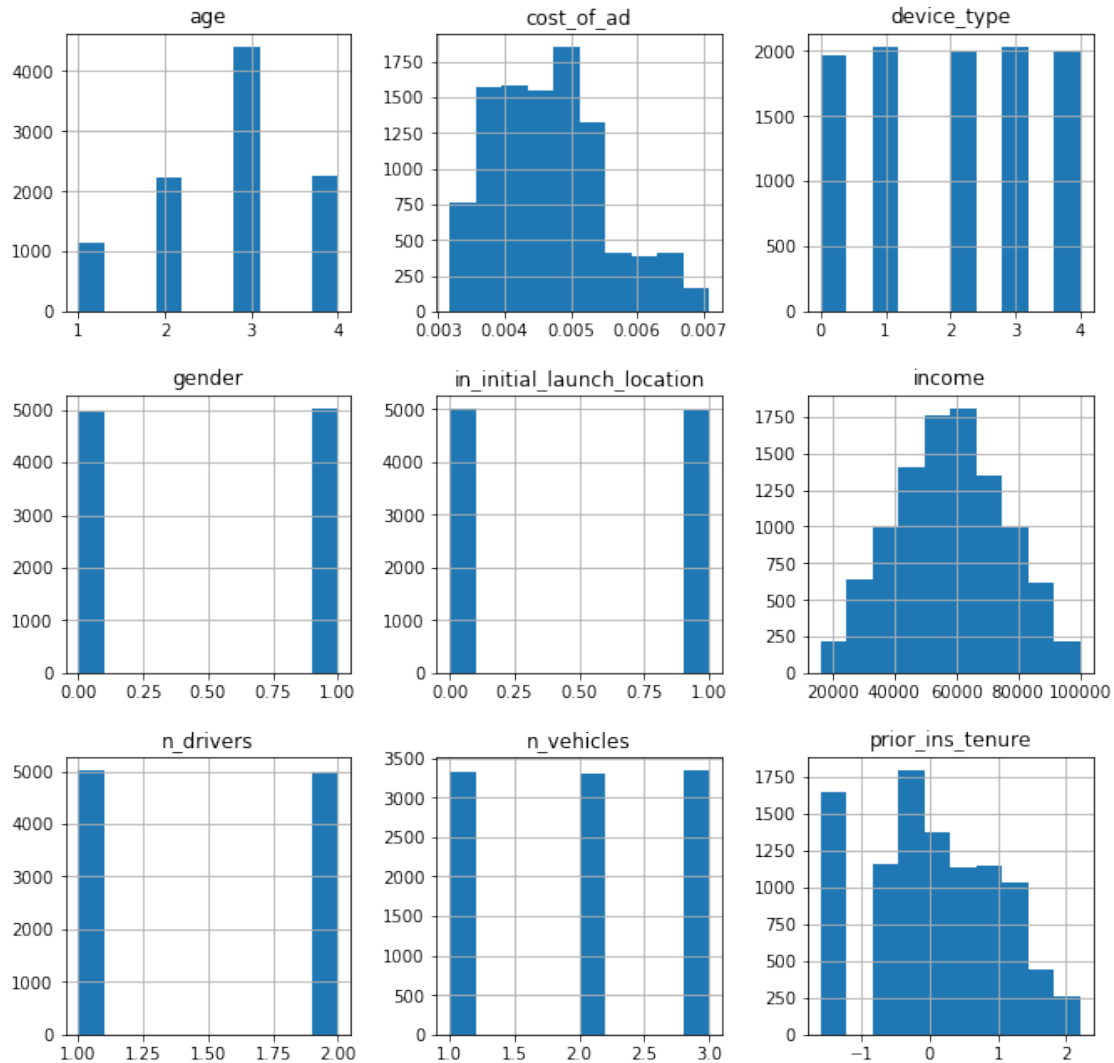 age cost_of_ad device_type
4000 3000 2000 1000 0
1 2 3 4
1750 1500 1250 1000 750 500 250 0
0.003 0.004 0.005 0.006 0.007
2000 1500 1000 500 0
0 1 2 3 4
gender in_initial_launch_location income
5000 4000 3000 2000 1000 0
0.00 0.25 0.50 0.75 1.00
5000 4000 3000 2000 1000 0
0.00 0.25 0.50 0.75 1.00
1750 1500 1250 1000 750 500 250 0
20000 40000 60000 80000 100000
n_drivers n_vehicles prior_ins_tenure
5000 4000 3000 2000 1000 0
1.00 1.25 1.50 1.75 2.00
3500 3000 2500 2000 1500 1000 500 0
1.0 1.5 2.0 2.5 3.0
1750 1500 1250 1000 750 500 250 0
−1 0 1 2